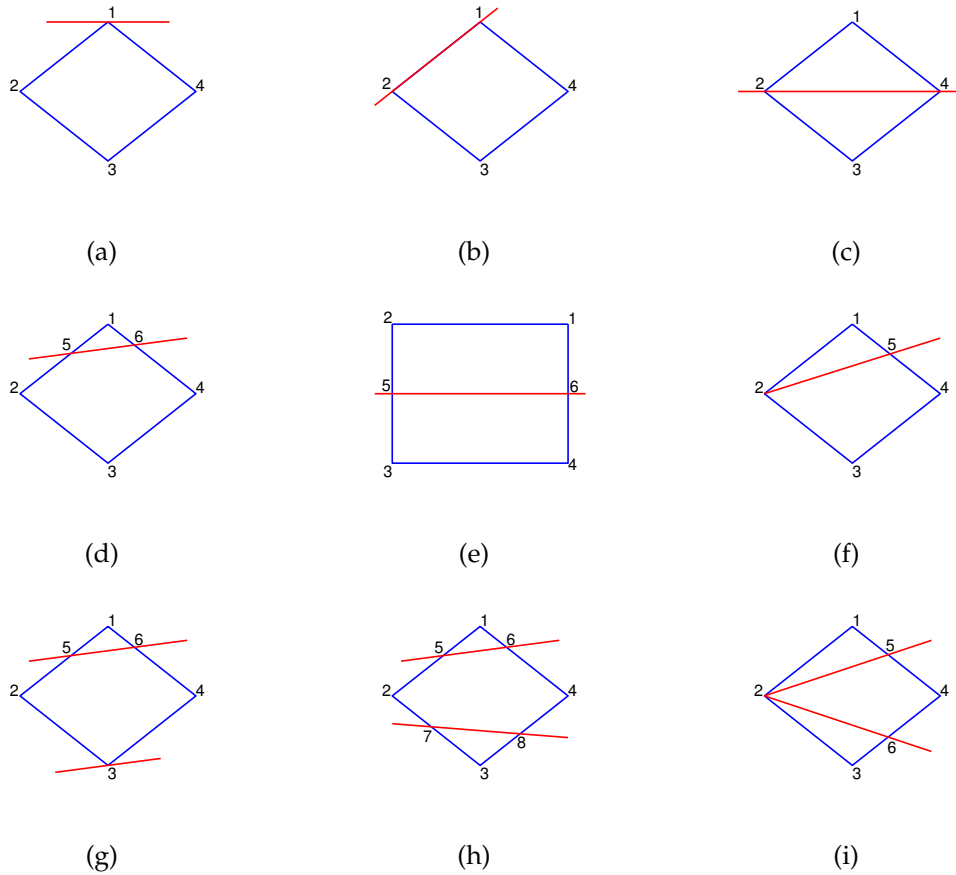 1 1 1
2 4 2 4 2 4
3 3 3
(a) (b) (c)
1 2 1 1
5 6 5
2 4 5 6 2 4
3 3 4 3
(d) (e) (f)
1 1 1
5 6 5 6 5
2 4 2 4 2 4
7 8 6
3 3 3
(g) (h) (i)